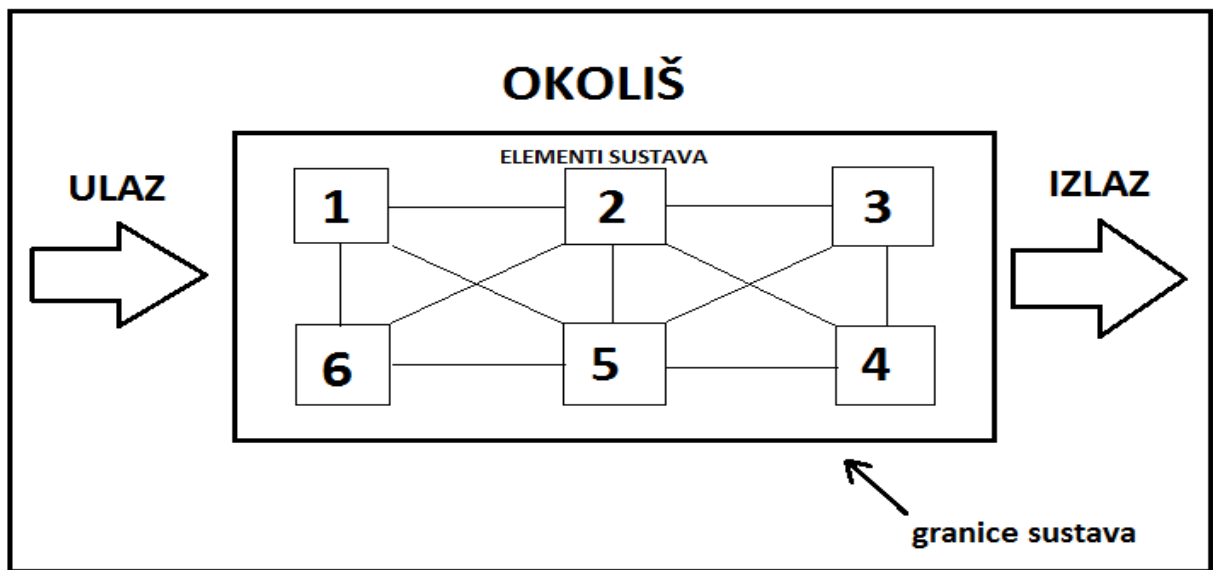 OKOLIŠ
ELEMENTI SUSTAVA
ULAZ
IZLAZ
1
2
3
6
5
4
granice sustava